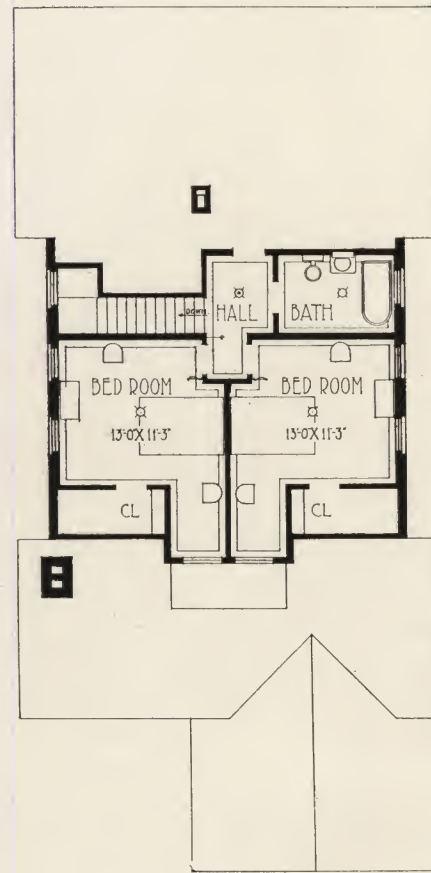 DOWN
HALL
BATH
BED ROOM
BED ROOM
13'-0"X 11'-3"
13'-0"X 11'-3"
CL
CL